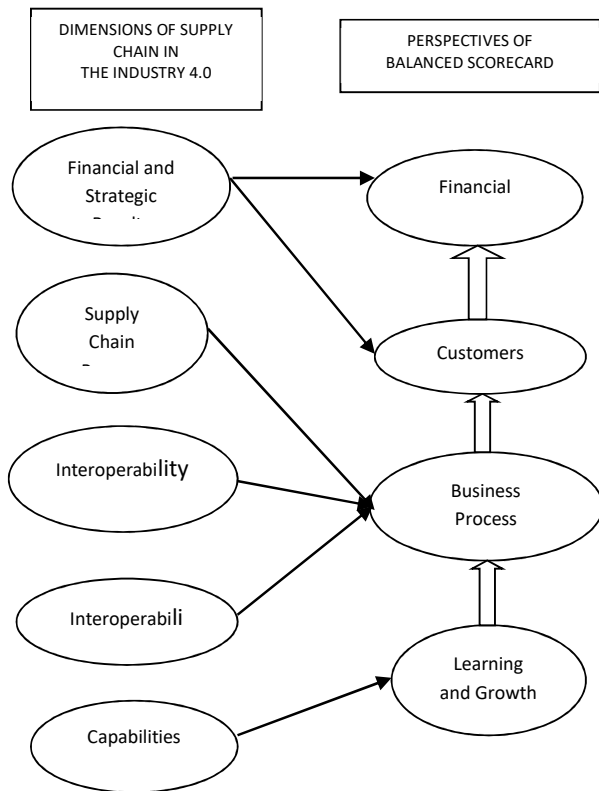 DIMENSIONS OF SUPPLY
CHAIN IN
THE INDUSTRY 4.0
PERSPECTIVES OF
BALANCED SCORECARD
Financial and
Strategic
Financial
Supply
Chain
Customers
Interoperability
Business
Process
Interoperabili
Learning
and Growth
Capabilities